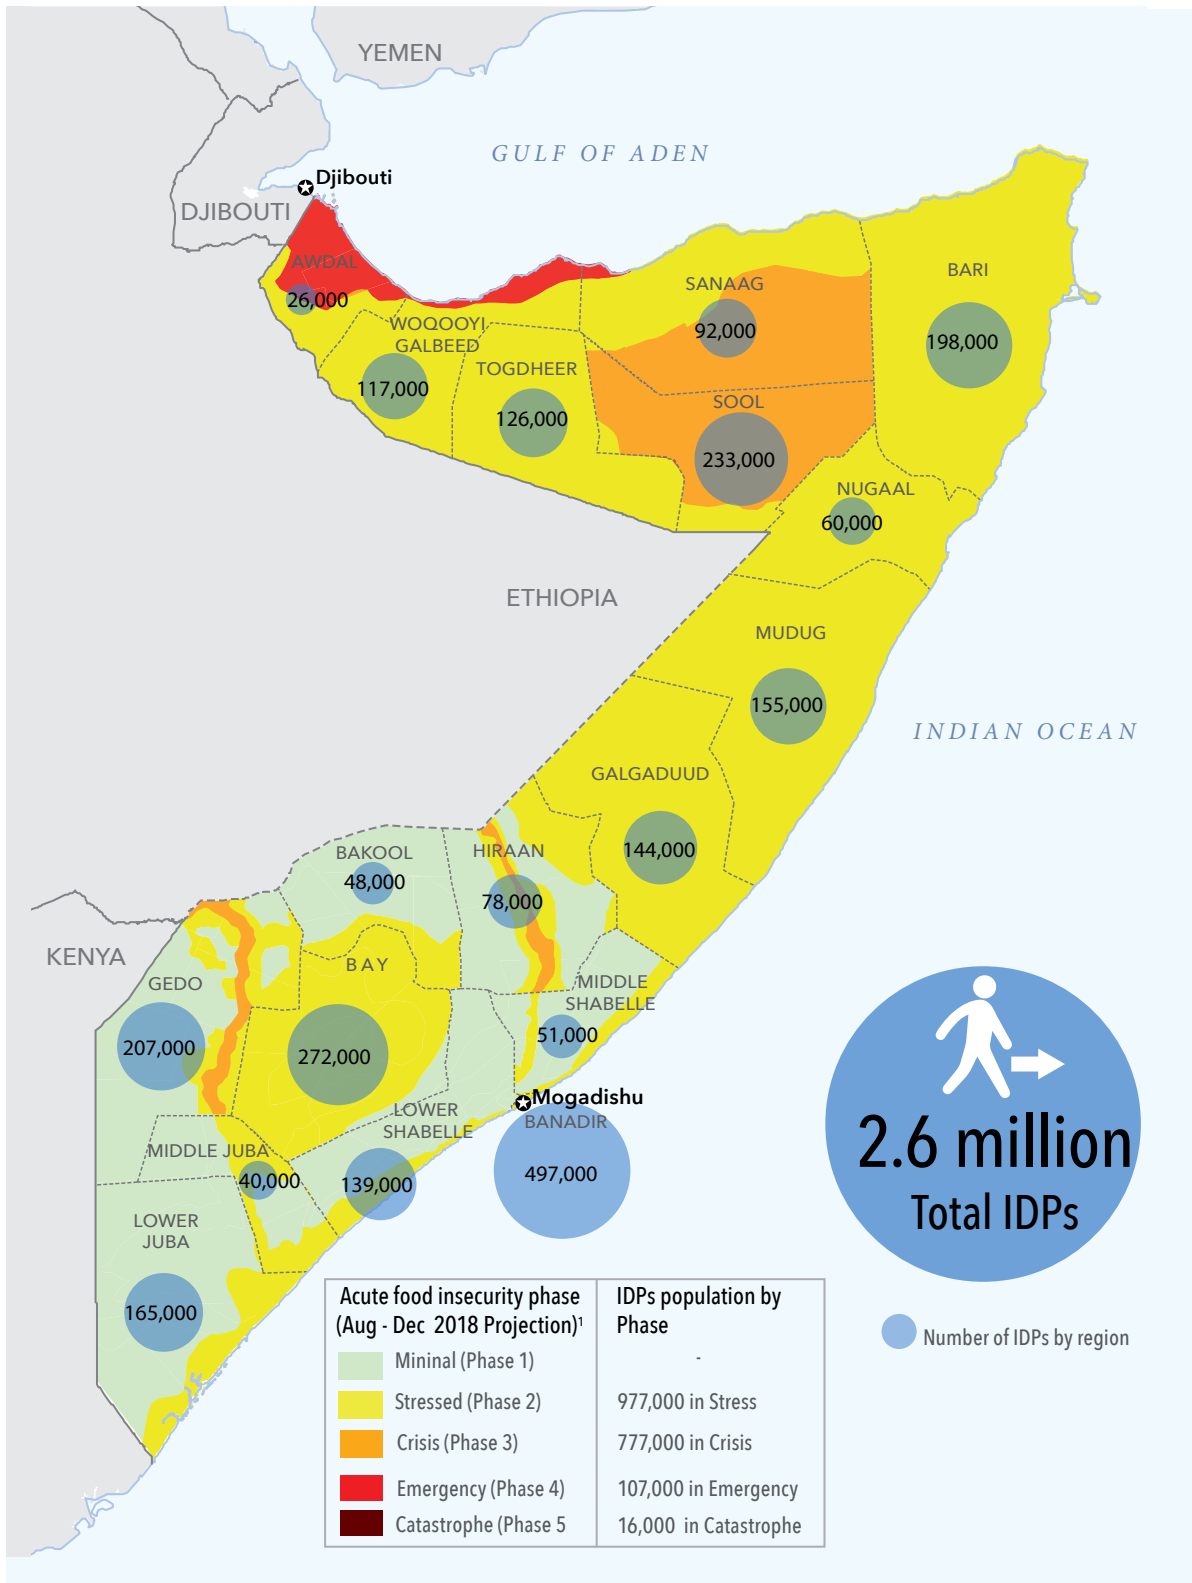 YEMEN
GULF OF ADEN
Djibouti
DJIBOUTI
AWDAL
26,000
SANAAG
92,000
BARI
198,000
WOQOOYI
GALBEED
117,000
TOGDHEER
126,000
SOOL
233,000
NUGAAL
60,000
ETHIOPIA
MUDUG
155,000
INDIAN OCEAN
GALGADUUD
144,000
BAKOOL
48,000
HIRAAN
78,000
KENYA
GEDO
207,000
BAY
272,000
MIDDLE
SHABELLE
51,000
Mogadishu
BANADIR
497,000
LOWER
SHABELLE
139,000
MIDDLE JUBA
40,000
LOWER
JUBA
165,000
2.6 million
Total IDPs
Number of IDPs by region
Acute food insecurity phase
(Aug - Dec 2018 Projection)¹
IDPs population by
Phase
Mininal (Phase 1)
-
Stressed (Phase 2)
977,000 in Stress
Crisis (Phase 3)
777,000 in Crisis
Emergency (Phase 4)
107,000 in Emergency
Catastrophe (Phase 5
16,000 in Catastrophe